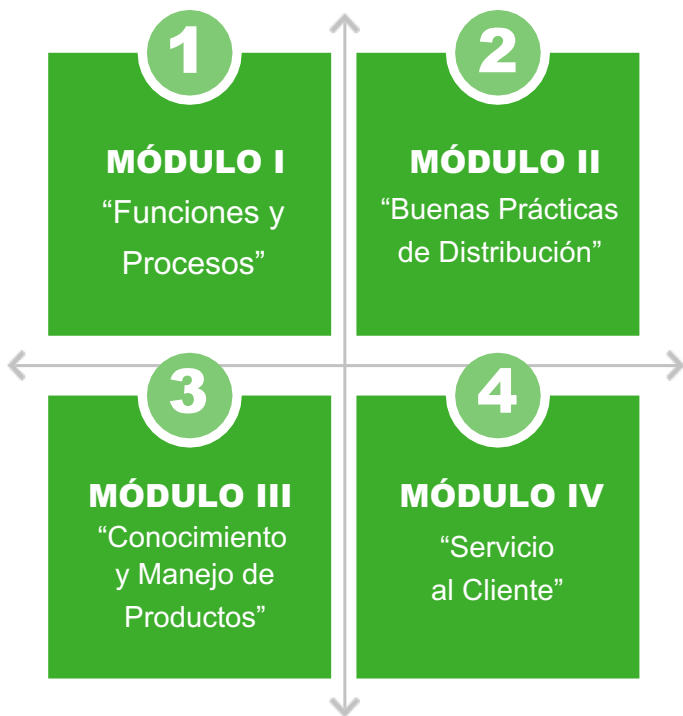 1
MÓDULO I
“Funciones y
Procesos”
2
MÓDULO II
“Buenas Prácticas
de Distribución”
3
MÓDULO III
“Conocimiento
y Manejo de
Productos”
4
MÓDULO IV
“Servicio
al Cliente”